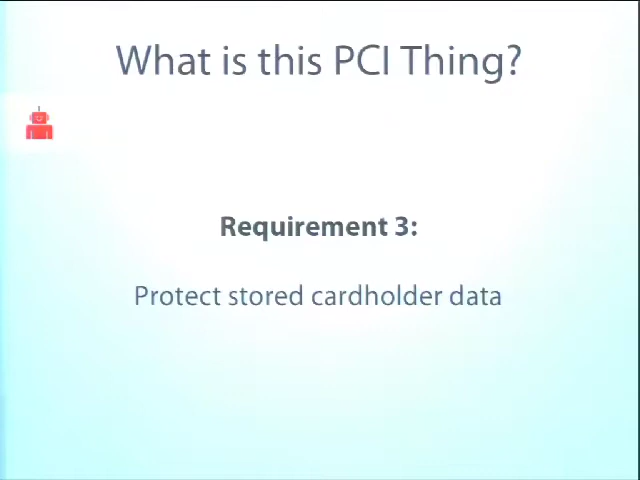 What is this PCI Thing?
Requirement 3:
Protect stored cardholder data